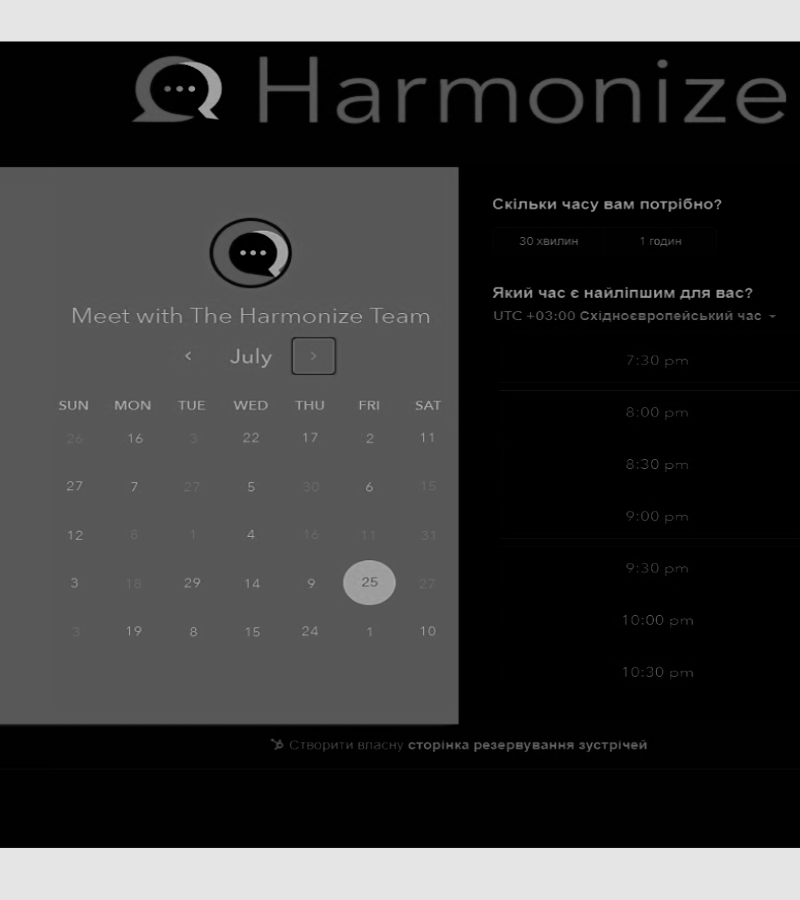 Harmonize
Meet with The Harmonize Team
July
SUN MON TUE WED THU FRI SAT
26 16 3 22 17 2 11
27 7 27 5 30 6 15
12 8 1 4 16 11 31
3 18 29 14 9 25 27
3 19 8 15 24 1 10
Скільки часу вам потрібно?
30 хвилин 1 годин
Який час є найліпшим для вас?
UTC +03:00 Східноєвропейський час
7:30 pm
8:00 pm
8:30 pm
9:00 pm
9:30 pm
10:00 pm
10:30 pm
Створити власну сторінка резервування зустрічей